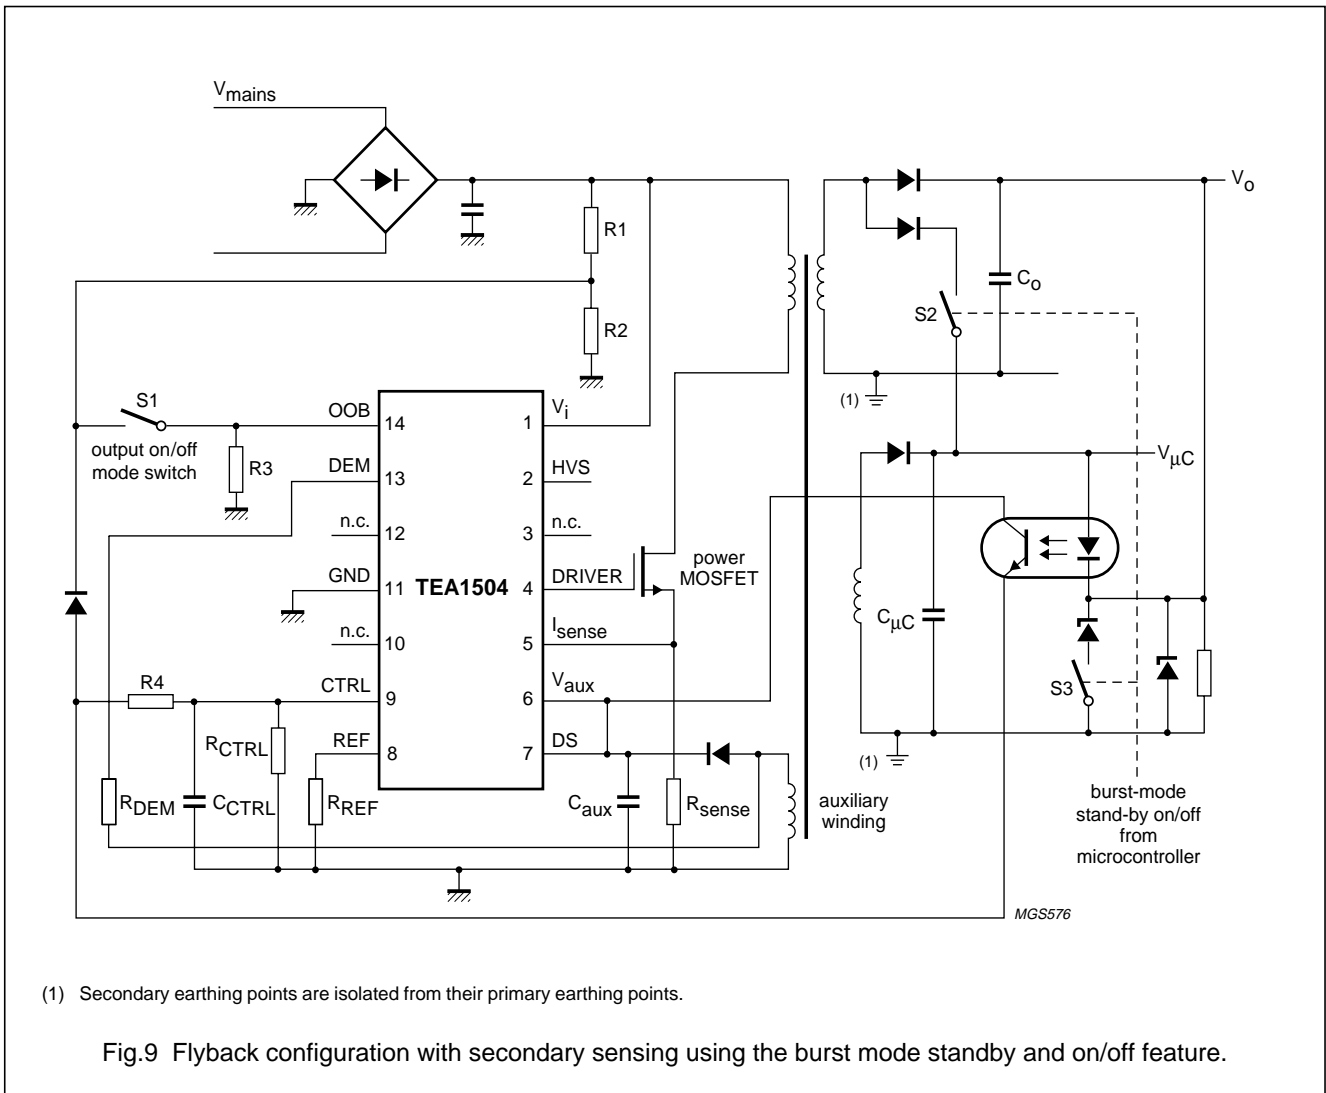 Vmains
R1
R2
S1
output on/off
mode switch
R3
OOB
14
DEM
13
n.c.
12
GND
11
n.c.
10
CTRL
9
REF
8
TEA1504
1
Vi
2
HVS
3
n.c.
4
DRIVER
5
Isense
6
Vaux
7
DS
power
MOSFET
R4
RCTRL
RDEM
CCTRL
RREF
Caux
Rsense
auxiliary
winding
Vo
Co
S2
(1)
VμC
CμC
S3
(1)
burst-mode
stand-by on/off
from
microcontroller
MGS576
(1) Secondary earthing points are isolated from their primary earthing points.
Fig.9 Flyback configuration with secondary sensing using the burst mode standby and on/off feature.